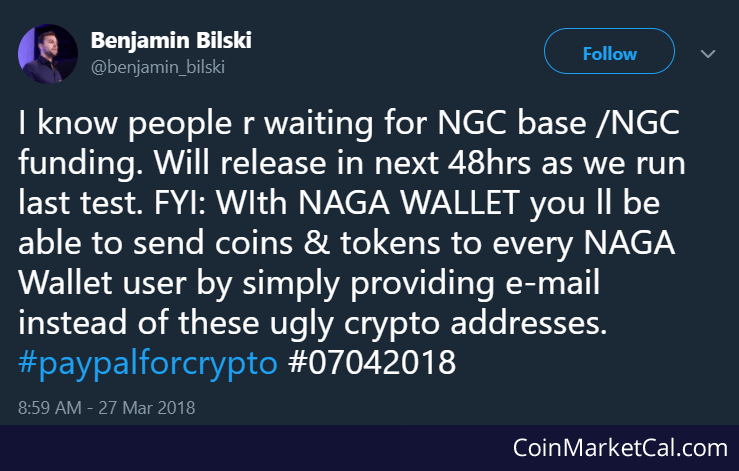 Benjamin Bilski
@benjamin_bilski
Follow
I know people r waiting for NGC base /NGC
funding. Will release in next 48hrs as we run
last test. FYI: WIth NAGA WALLET you ll be
able to send coins & tokens to every NAGA
Wallet user by simply providing e-mail
instead of these ugly crypto addresses.
#paypalforcrypto #07042018
8:59 AM - 27 Mar 2018
CoinMarketCal.com